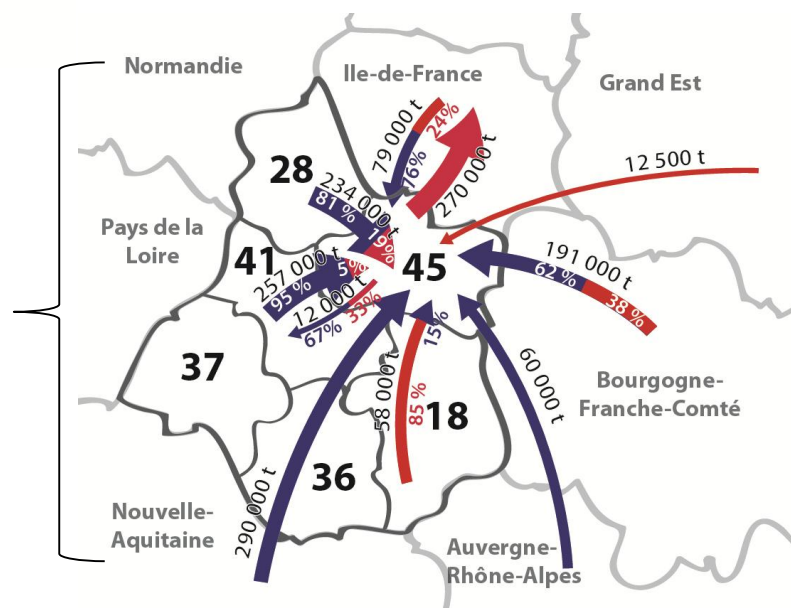 Normandie
Ile-de-France
Grand Est
79 000 t
24%
76%
270 000 t
12 500 t
28
234 000 t
81 %
19%
Pays de la
Loire
41
257 000 t
95 %
5%
45
191 000 t
62 %
38 %
12 000 t
67%
33%
15%
37
58 000 t
85 %
18
60 000 t
Bourgogne-
Franche-Comté
36
290 000 t
Nouvelle-
Aquitaine
Auvergne-
Rhône-Alpes